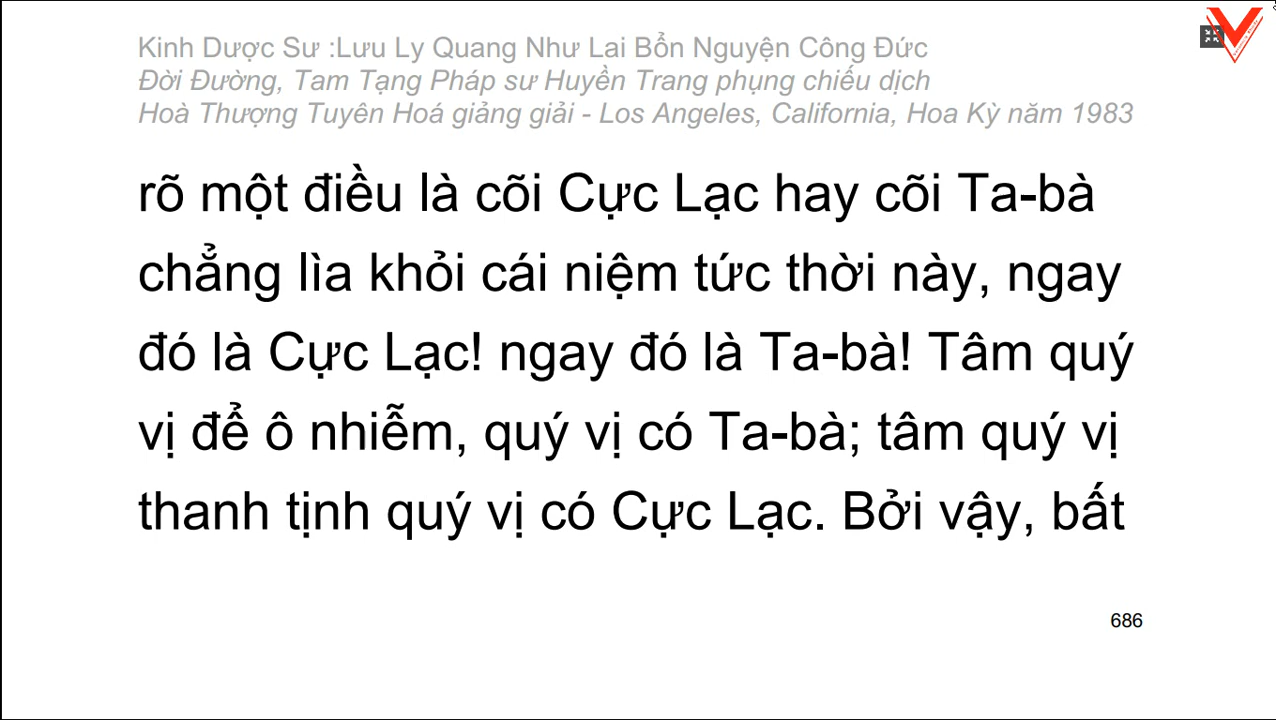 Kinh Dược Sư :Lưu Ly Quang Như Lai Bổn Nguyện Công Đức
Đời Đường, Tam Tạng Pháp sư Huyền Trang phụng chiếu dịch
Hoà Thượng Tuyên Hoá giảng giải - Los Angeles, California, Hoa Kỳ năm 1983
rõ một điều là cõi Cực Lạc hay cõi Ta-bà
chẳng lìa khỏi cái niệm tức thời này, ngay
đó là Cực Lạc! ngay đó là Ta-bà! Tâm quý
vị để ô nhiễm, quý vị có Ta-bà; tâm quý vị
thanh tịnh quý vị có Cực Lạc. Bởi vậy, bất
686